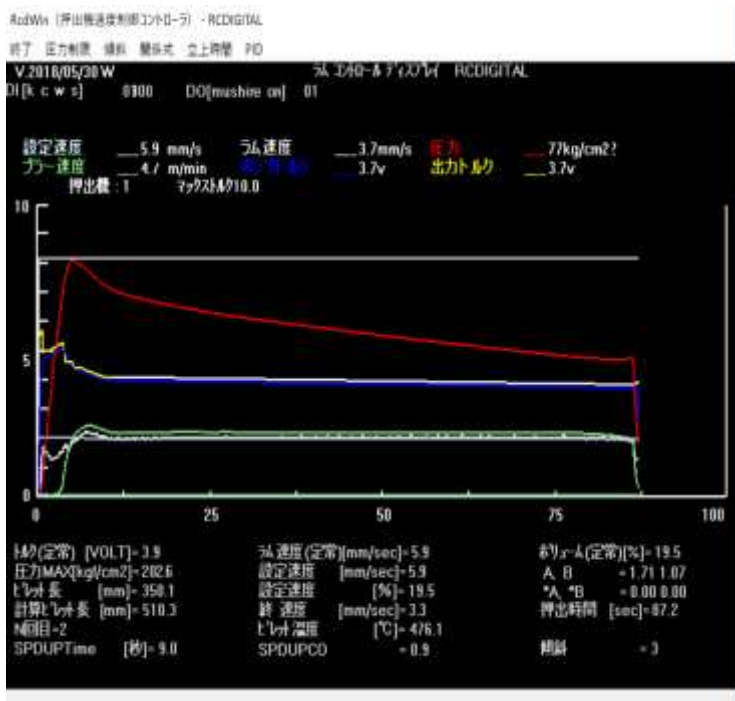 RcdWin (押出機速度制御コントローラ) - RCDIGITAL
終了 圧力制限 傾斜 関係式 立上時間 PID
V.2018/05/30 W ラム コントロール ディスプレイ RCDIGITAL
DI[k c w s] 0100 DO[mushire on] 01
設定速度 5.9 mm/s ラム速度 3.7mm/s 圧力 77kg/cm2?
プラー速度 4.7 m/min 3.7v 出力トルク 3.7v
押出機 : 1 マックストルク10.0
10
5
0
0 25 50 75 100
トルク(定常) [VOLT]= 3.9 ラム速度(定常)[mm/sec]= 5.9 ボリューム(定常)[%]= 19.5
圧力MAX[kg/cm2]= 202.6 設定速度 [mm/sec]= 5.9 A, B = 1.71 1.07
ビレット長 [mm]= 350.1 設定速度 [%]= 19.5 *A, *B = 0.00 0.00
計算ビレット長 [mm]= 510.3 終 速度 [mm/sec]= 3.3 押出時間 [sec]= 87.2
N回目=2 ビレット温度 [℃]= 476.1
SPDUPTime [秒]= 9.0 SPDUPCO = 0.9 傾斜 = 3